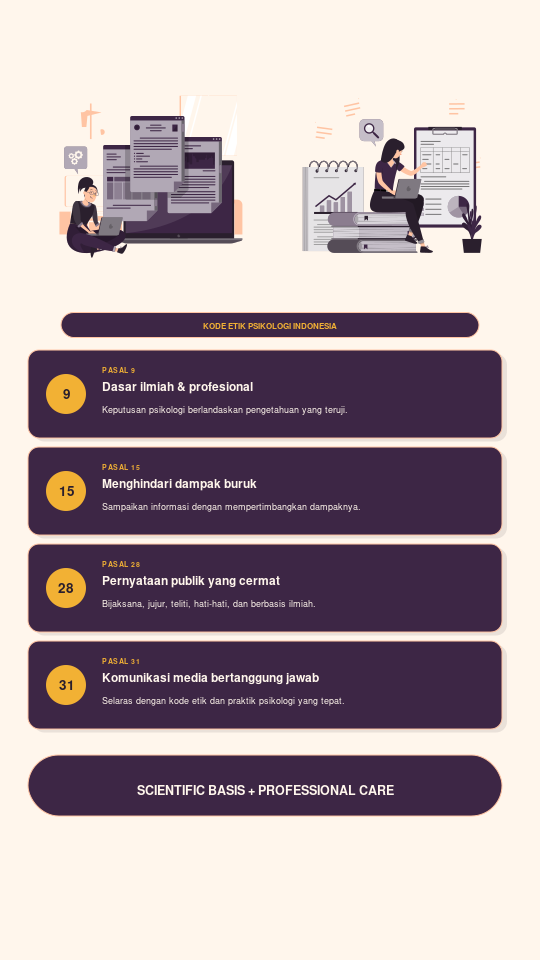 KODE ETIK PSIKOLOGI INDONESIA
PASAL 9
9
Dasar ilmiah & profesional
Keputusan psikologi berlandaskan pengetahuan yang teruji.
PASAL 15
15
Menghindari dampak buruk
Sampaikan informasi dengan mempertimbangkan dampaknya.
PASAL 28
28
Pernyataan publik yang cermat
Bijaksana, jujur, teliti, hati-hati, dan berbasis ilmiah.
PASAL 31
31
Komunikasi media bertanggung jawab
Selaras dengan kode etik dan praktik psikologi yang tepat.
SCIENTIFIC BASIS + PROFESSIONAL CARE